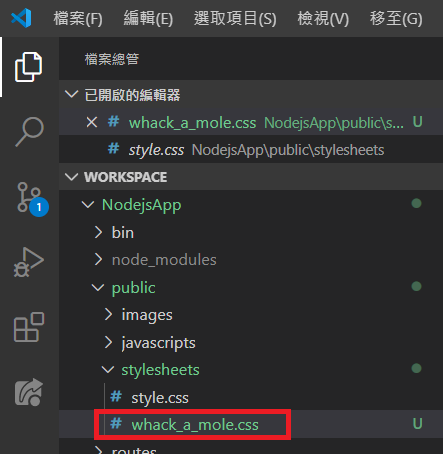 檔案(F) 編輯(E) 選取項目(S) 檢視(V) 移至(G)
檔案總管
已開啟的編輯器
# whack_a_mole.css NodejsApp\public\s... U
# style.css NodejsApp\public\stylesheets
WORKSPACE
NodejsApp
bin
node_modules
public
images
javascripts
stylesheets
# style.css
# whack_a_mole.css U
routes
1